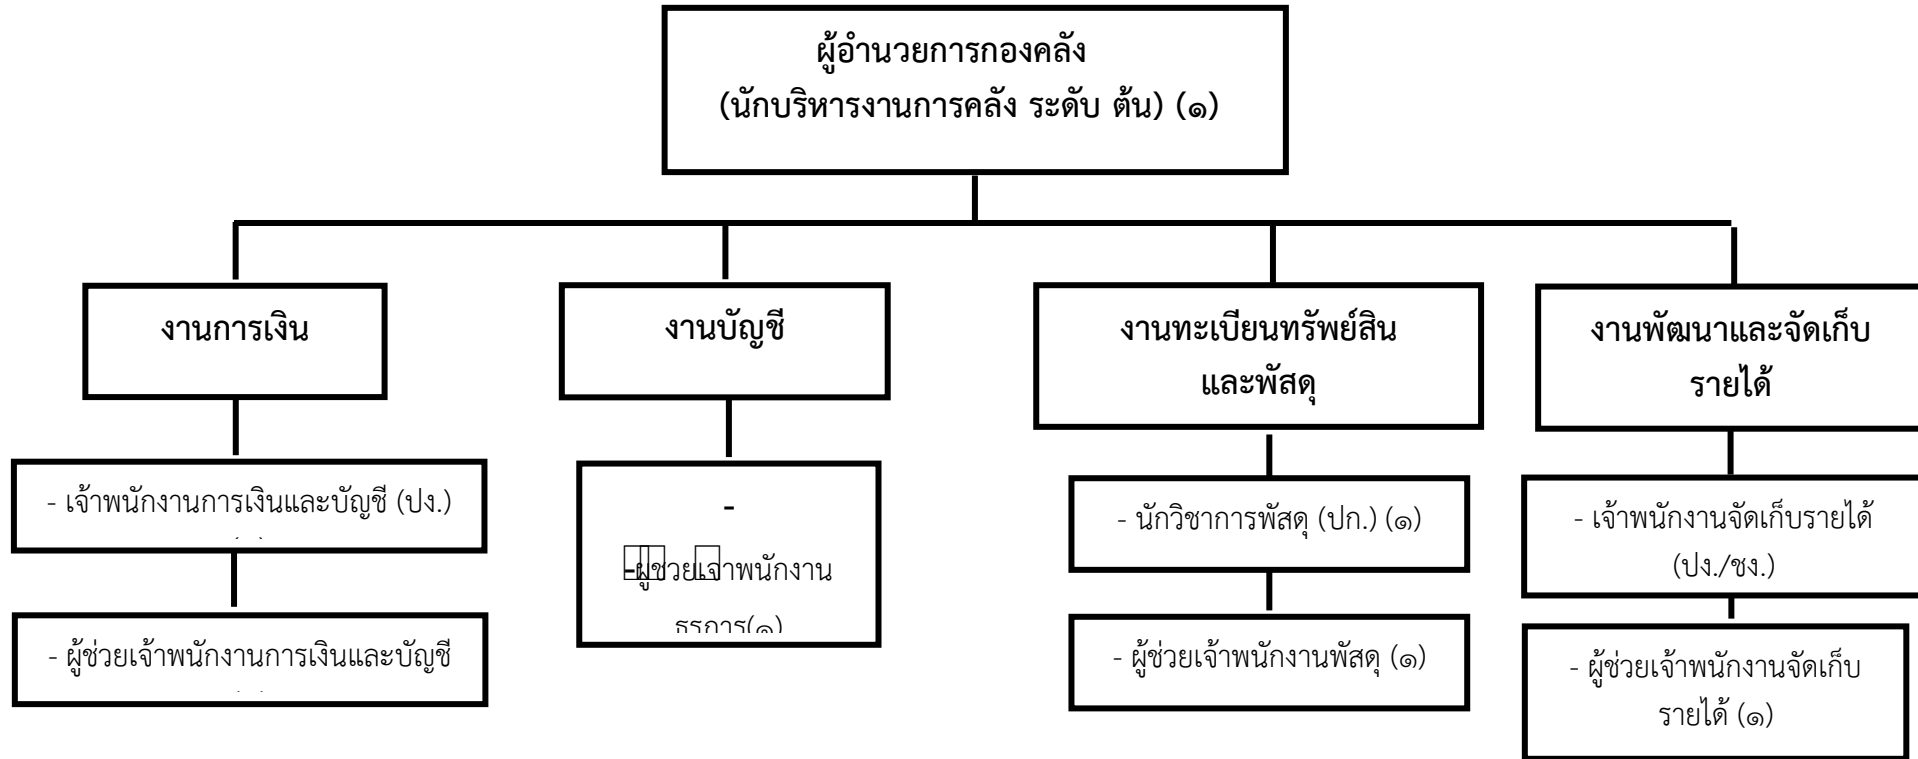 ผู้อำนวยการกองคลัง
(นักบริหารงานการคลัง ระดับ ต้น) (๑)
งานการเงิน
งานบัญชี
งานทะเบียนทรัพย์สิน
และพัสดุ
งานพัฒนาและจัดเก็บ
รายได้
- เจ้าพนักงานการเงินและบัญชี (ปง.)
- ผู้ช่วยเจ้าพนักงานการเงินและบัญชี
-
-ผู้ช่วยเจ้าพนักงาน
ธุรการ(๑)
- นักวิชาการพัสดุ (ปก.) (๑)
- ผู้ช่วยเจ้าพนักงานพัสดุ (๑)
- เจ้าพนักงานจัดเก็บรายได้
(ปง./ชง.)
- ผู้ช่วยเจ้าพนักงานจัดเก็บ
รายได้ (๑)